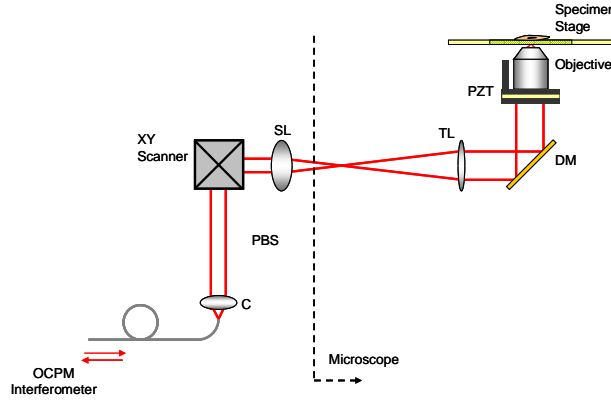 Specimen
Stage
Objective
PZT
XY
Scanner
SL
TL
DM
PBS
C
Microscope
OCPM
Interferometer